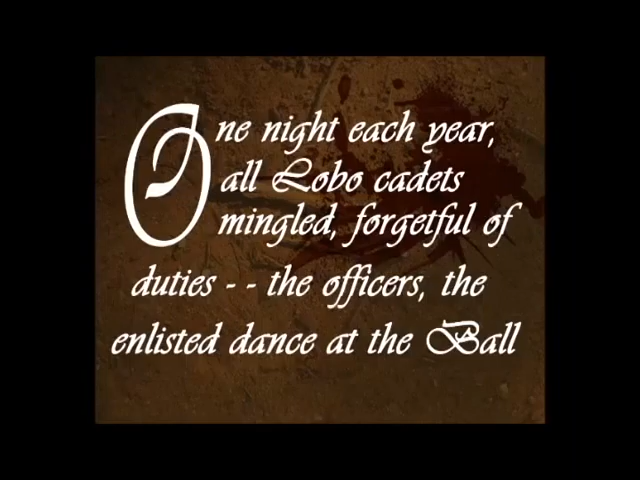 One night each year,
all Lobo cadets
mingled, forgetful of
duties - - the officers, the
enlisted dance at the Ball